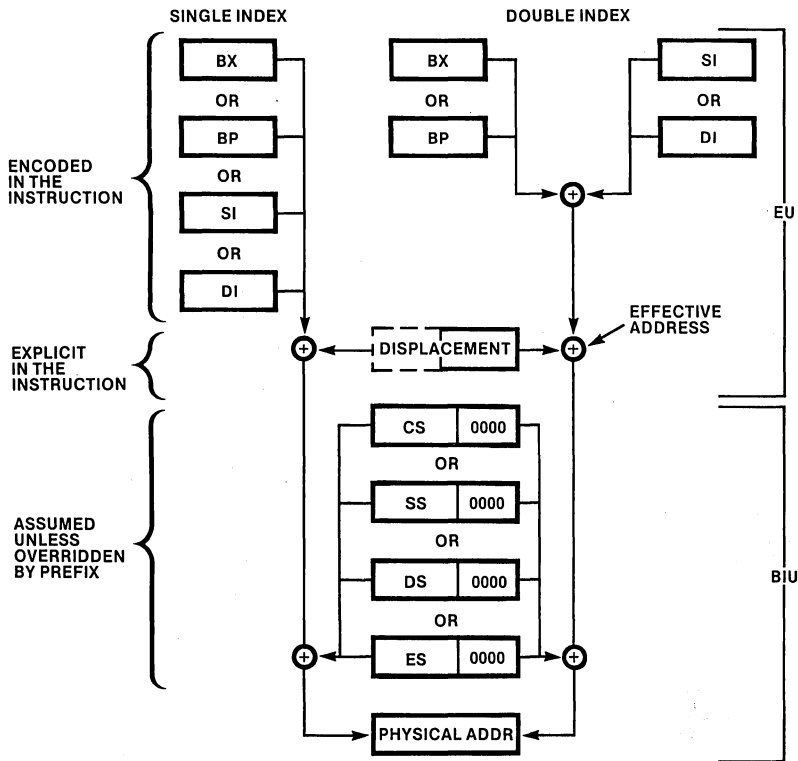 SINGLE INDEX
DOUBLE INDEX
BX
BX
SI
OR
OR
OR
BP
BP
DI
OR
ENCODED
IN THE
INSTRUCTION
SI
EU
OR
DI
EFFECTIVE
ADDRESS
EXPLICIT
IN THE
INSTRUCTION
DISPLACEMENT
CS 0000
OR
SS 0000
OR
ASSUMED
UNLESS
OVERRIDDEN
BY PREFIX
DS 0000
BIU
OR
ES 0000
PHYSICAL ADDR